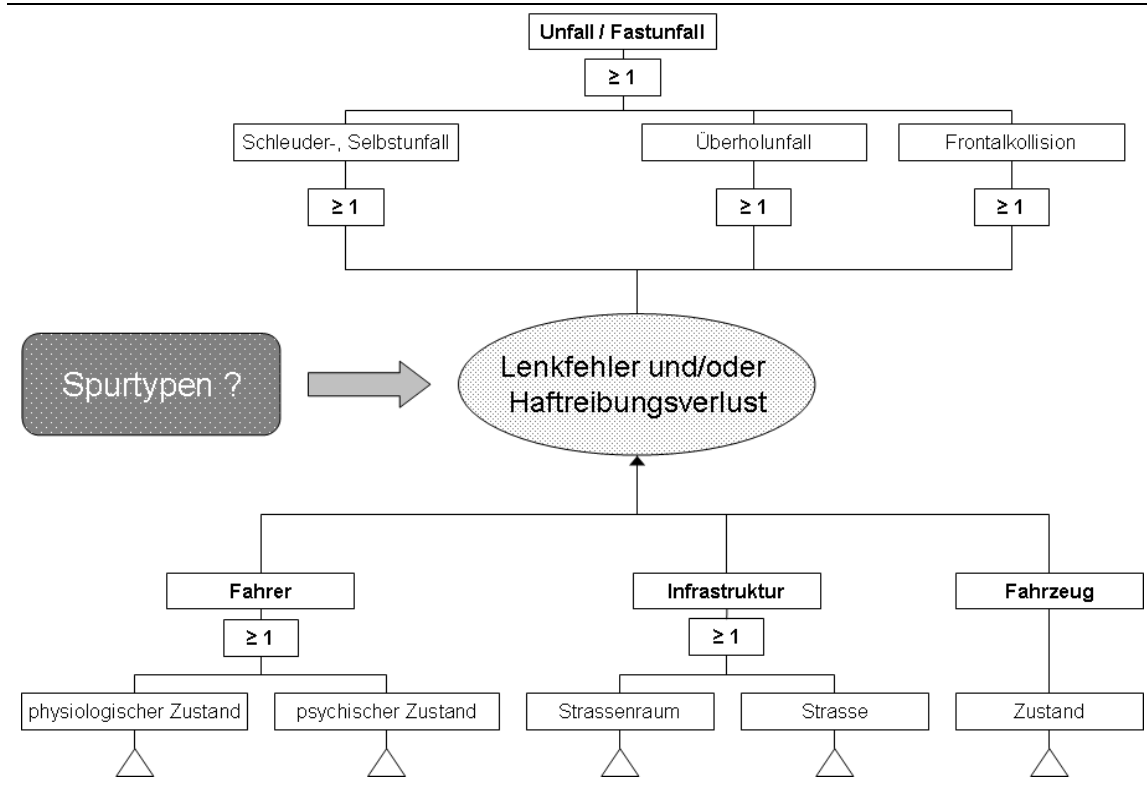 Unfall / Fastunfall
≥ 1
Schleuder-, Selbstunfall
Überholunfall
Frontalkollision
≥ 1
≥ 1
≥ 1
Spurtypen ?
Lenkfehler und/oder
Haftreibungsverlust
Fahrer
Infrastruktur
Fahrzeug
≥ 1
≥ 1
physiologischer Zustand
psychischer Zustand
Strassenraum
Strasse
Zustand